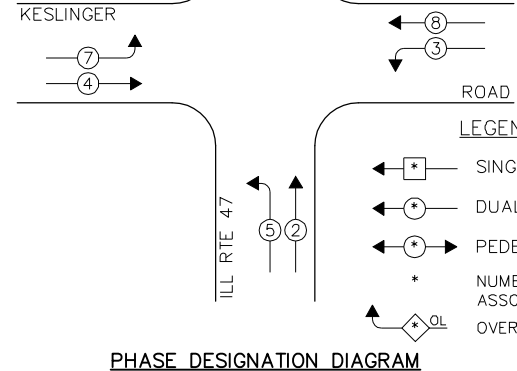 KESLINGER
8
7
3
4
ROAD
LEGEN
* SING
ILL RTE 47
* DUAL
5 2
* PEDE
* NUME
ASSO
* OL OVER
PHASE DESIGNATION DIAGRAM